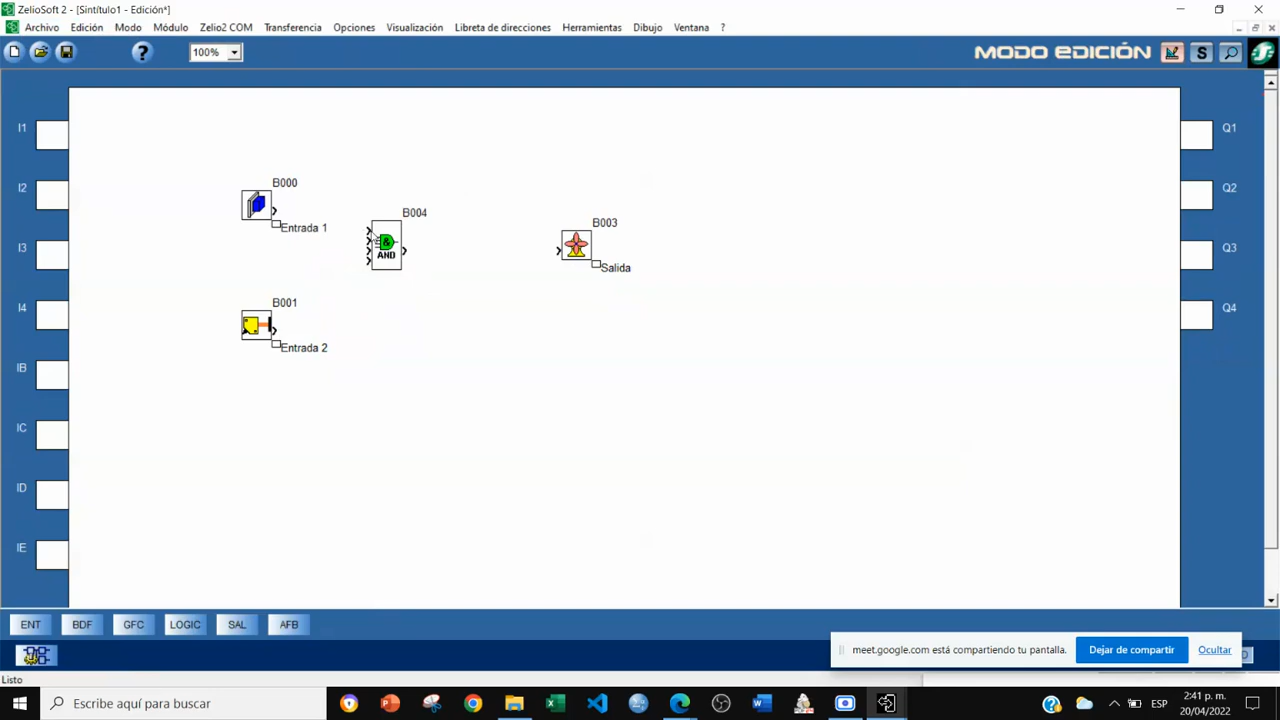 ZelioSoft 2 - [Sintítulo1 - Edición*]
Archivo Edición Modo Módulo Zelio2 COM Transferencia Opciones Visualización Libreta de direcciones Herramientas Dibujo Ventana ?
100% MODO EDICIÓN S
I1 Q1
B000
I2 Q2
Entrada 1
B004
B003
I3 Q3
& AND
Salida
B001
I4 Q4
Entrada 2
IB
IC
ID
IE
ENT BDF GFC LOGIC SAL AFB
meet.google.com está compartiendo tu pantalla. Dejar de compartir Ocultar
Listo
Escribe aquí para buscar
ESP
2:41 p. m.
20/04/2022